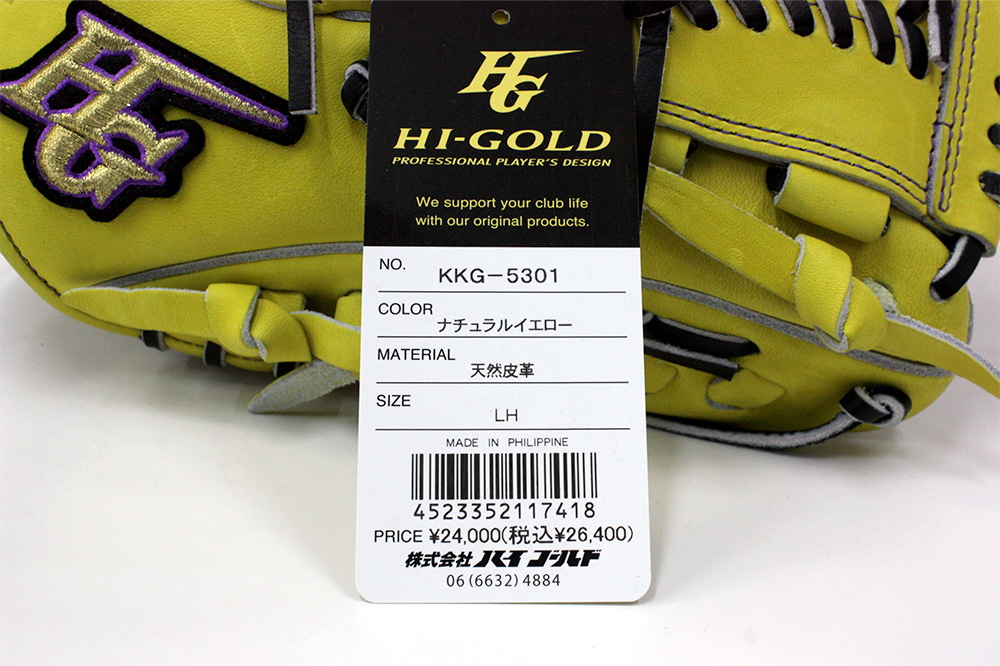 HG
HG
HI-GOLD
PROFESSIONAL PLAYER'S DESIGN
We support your club life
with our original products.
NO. KKG-5301
COLOR ナチュラルイエロー
MATERIAL 天然皮革
SIZE LH
MADE IN PHILIPPINE
4523352117418
PRICE ¥24,000(税込¥26,400)
株式会社ハイゴールド
06(6632)4884